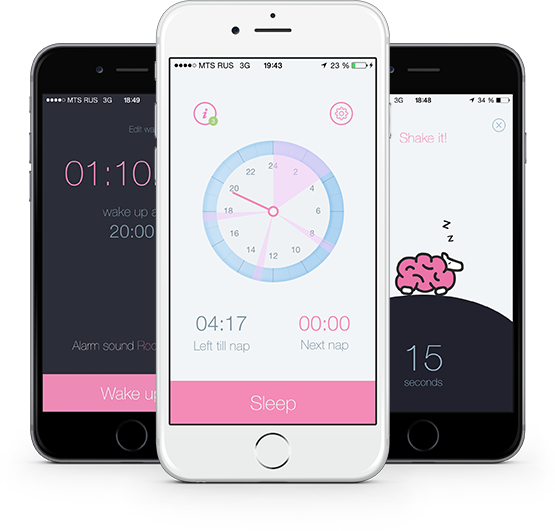 MTS RUS 3G 18:49
Edit wa
01:10
wake up a
20:00
Alarm sound
Wake up
MTS RUS 3G 19:43 23 %
i
3
24
2
4
6
8
10
12
14
16
18
20
22
04:17
Left till nap
00:00
Next nap
Sleep
3G 18:48 34 %
Shake it!
z
z
15
seconds